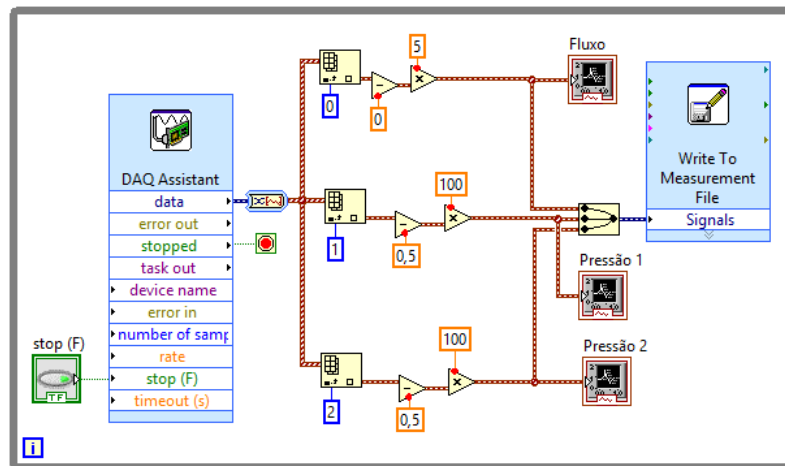 DAQ Assistant
data
error out
stopped
task out
device name
error in
number of samp
rate
stop (F)
timeout (s)
stop (F)
TF
i
0
0
5
Fluxo
1
0,5
100
Pressão 1
2
0,5
100
Pressão 2
Write To
Measurement
File
Signals